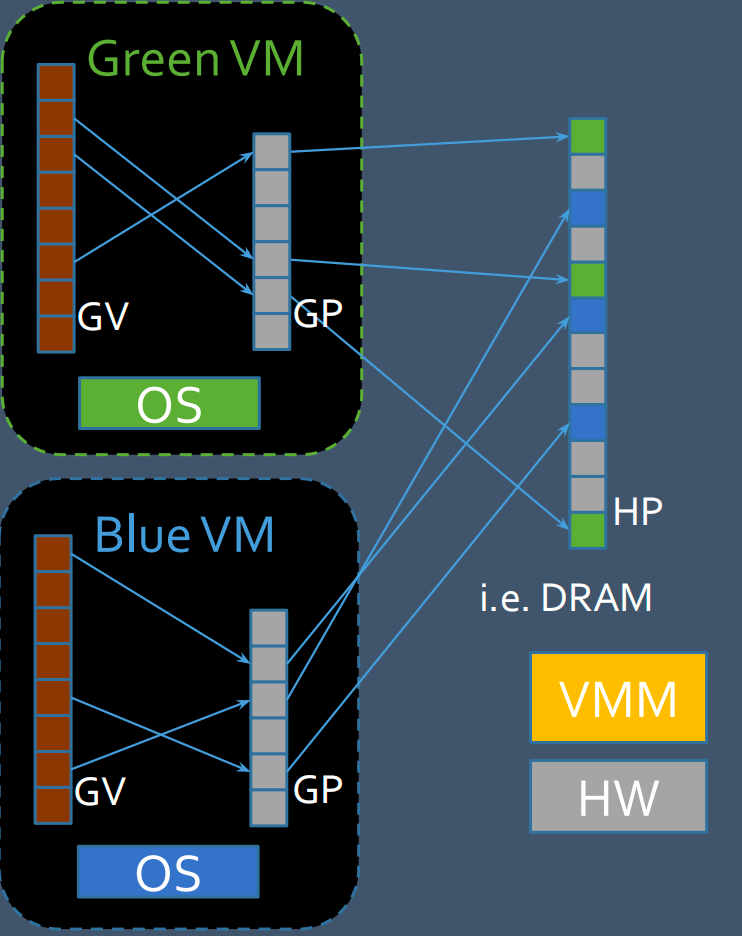 Green VM
GV
GP
OS
Blue VM
GV
GP
OS
HP
i.e. DRAM
VMM
HW